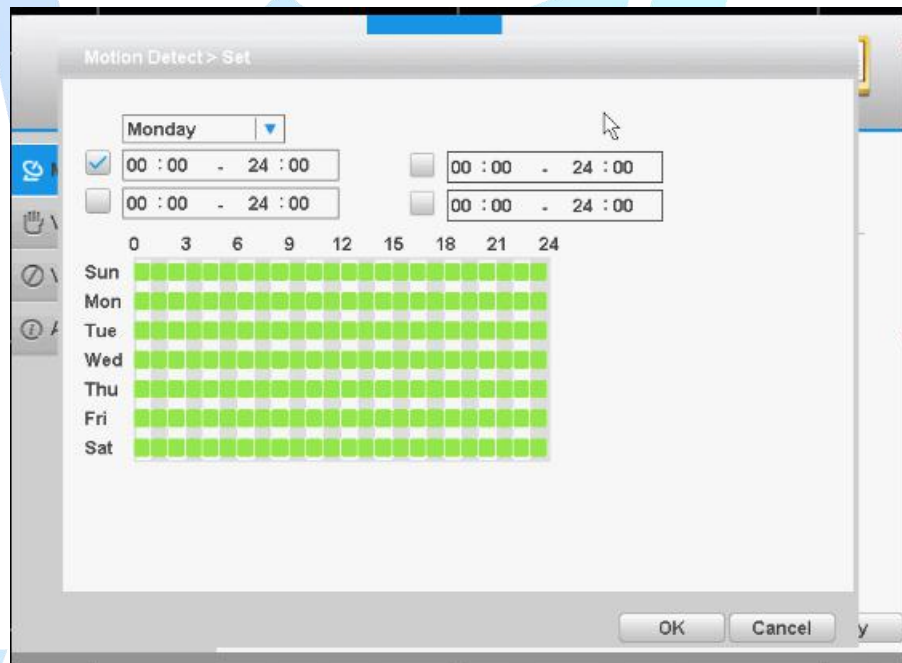 Motion Detect > Set
Monday
00 : 00 - 24 : 00 00 : 00 - 24 : 00
00 : 00 - 24 : 00 00 : 00 - 24 : 00
0 3 6 9 12 15 18 21 24
Sun
Mon
Tue
Wed
Thu
Fri
Sat
OK Cancel